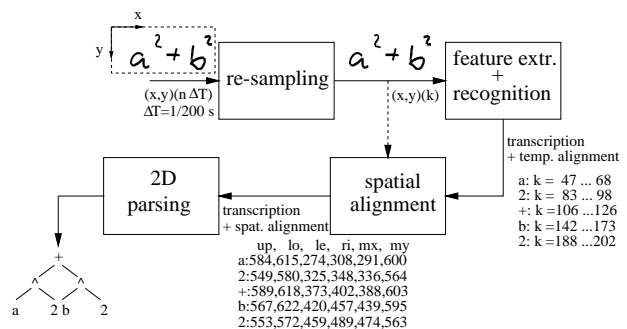 x
y
a² + b²
(x,y)(n ΔT)
ΔT=1/200 s
re-sampling
a² + b²
(x,y)(k)
feature extr.
+
recognition
transcription
+ temp. alignment
a: k = 47 ... 68
2: k = 83 ... 98
+: k =106 ...126
b: k =142 ...173
2: k =188 ...202
spatial
alignment
transcription
+ spat. alignment
up, lo, le, ri, mx, my
a:584,615,274,308,291,600
2:549,580,325,348,336,564
+:589,618,373,402,388,603
b:567,622,420,457,439,595
2:553,572,459,489,474,563
2D
parsing
+
^ ^
a 2 b 2